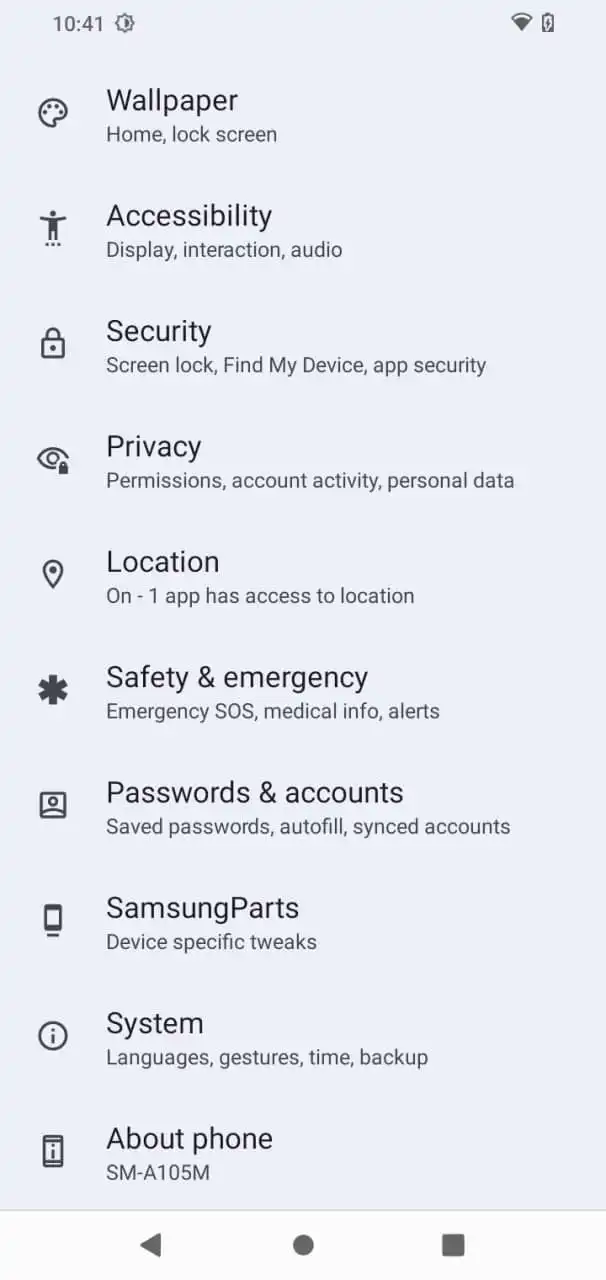 10:41
Wallpaper
Home, lock screen
Accessibility
Display, interaction, audio
Security
Screen lock, Find My Device, app security
Privacy
Permissions, account activity, personal data
Location
On - 1 app has access to location
Safety & emergency
Emergency SOS, medical info, alerts
Passwords & accounts
Saved passwords, autofill, synced accounts
SamsungParts
Device specific tweaks
System
Languages, gestures, time, backup
About phone
SM-A105M